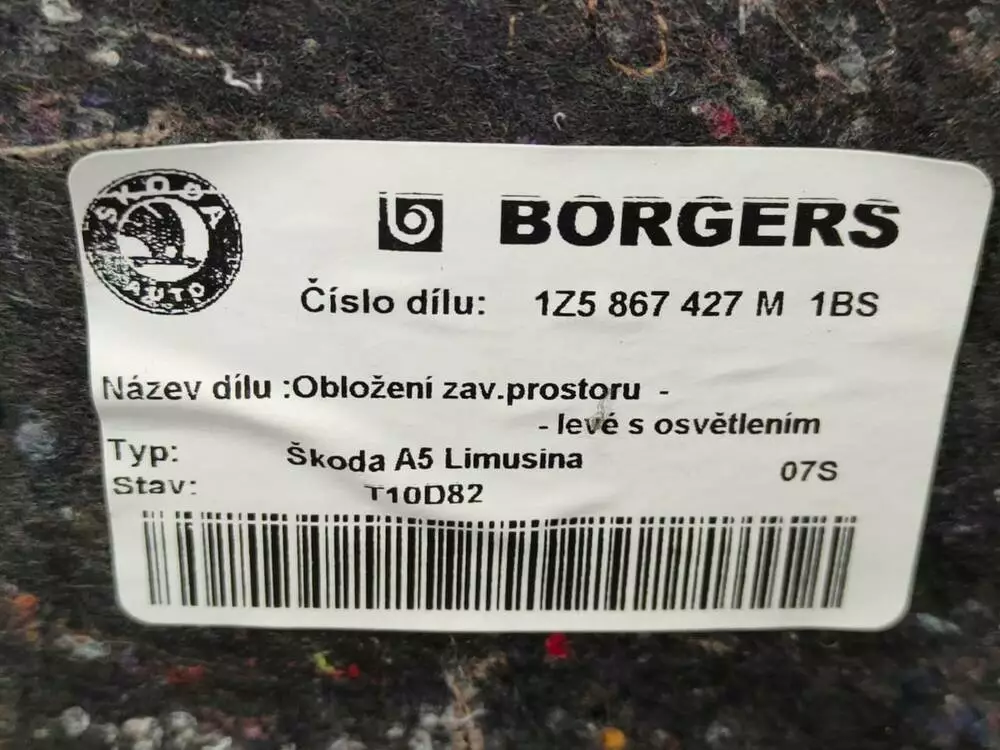 ŠKODA
AUTO
BORGERS
Číslo dílu: 1Z5 867 427 M 1BS
Název dílu :Obložení zav.prostoru -
- levé s osvětlením
Typ: Škoda A5 Limusina 07S
Stav: T10D82